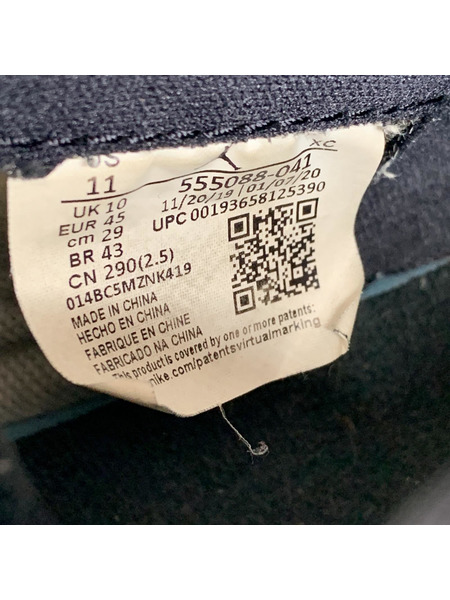 US
XC
11
555088-041
UK 10
11/20/19 | 01/07/20
EUR 45
UPC 00193658125390
cm 29
BR 43
CN 290(2.5)
014BC5MZNK419
MADE IN CHINA
HECHO EN CHINA
FABRIQUE EN CHINE
FABRICADO NA CHINA
This product is covered by one or more patents:
nike.com/patentsvirtualmarking